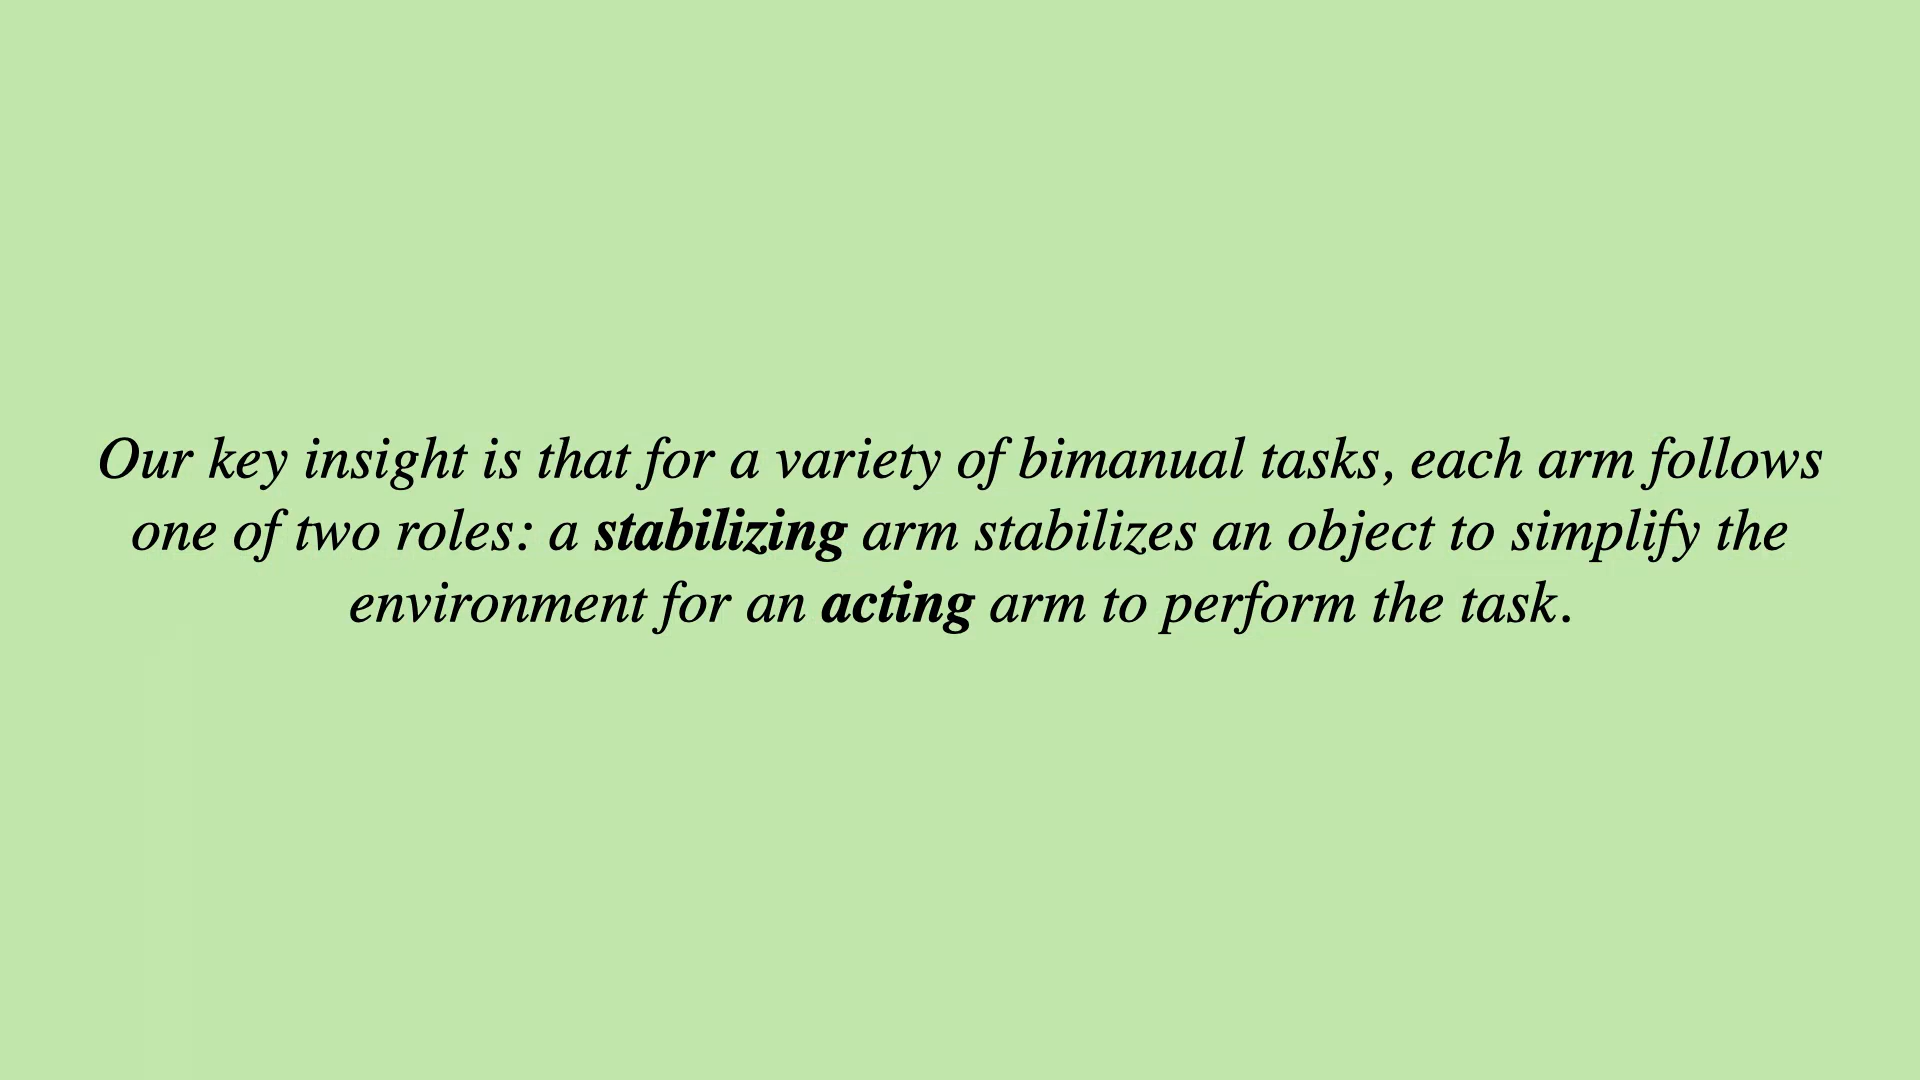 Our key insight is that for a variety of bimanual tasks, each arm follows
one of two roles: a stabilizing arm stabilizes an object to simplify the
environment for an acting arm to perform the task.